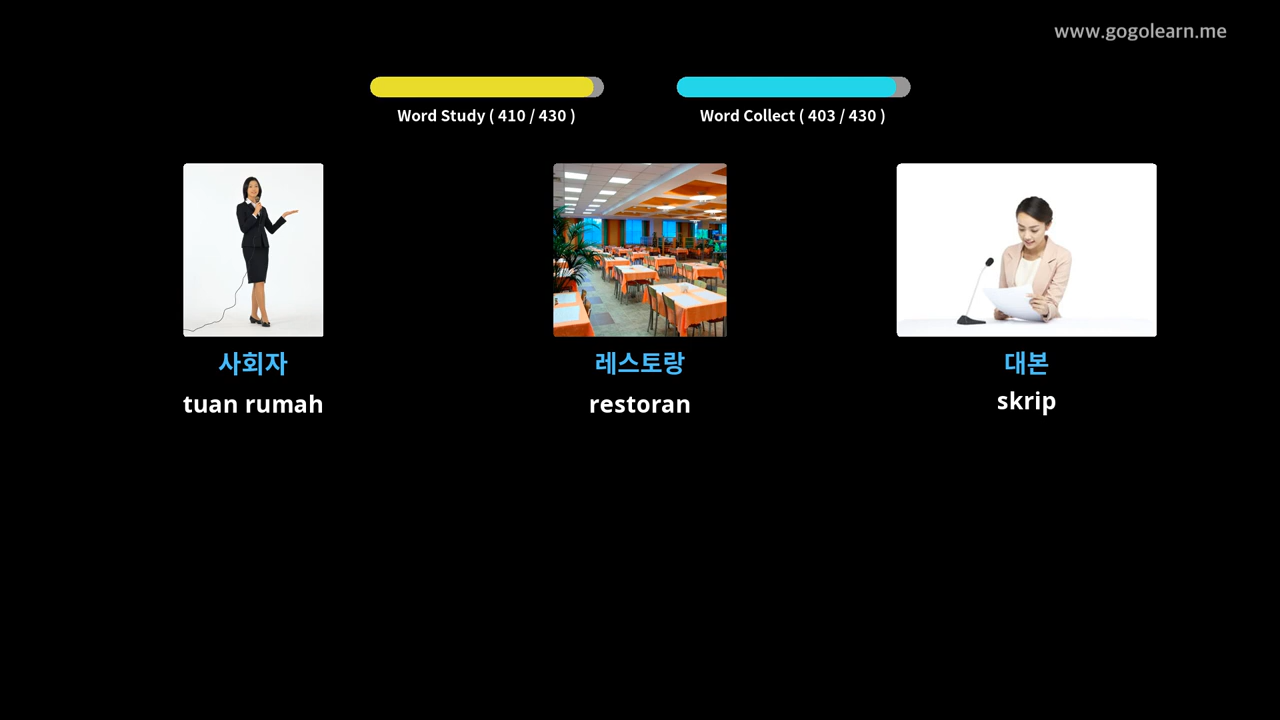 www.gogolearn.me
Word Study ( 410 / 430 )
Word Collect ( 403 / 430 )
사회자
레스토랑
대본
tuan rumah
restoran
skrip